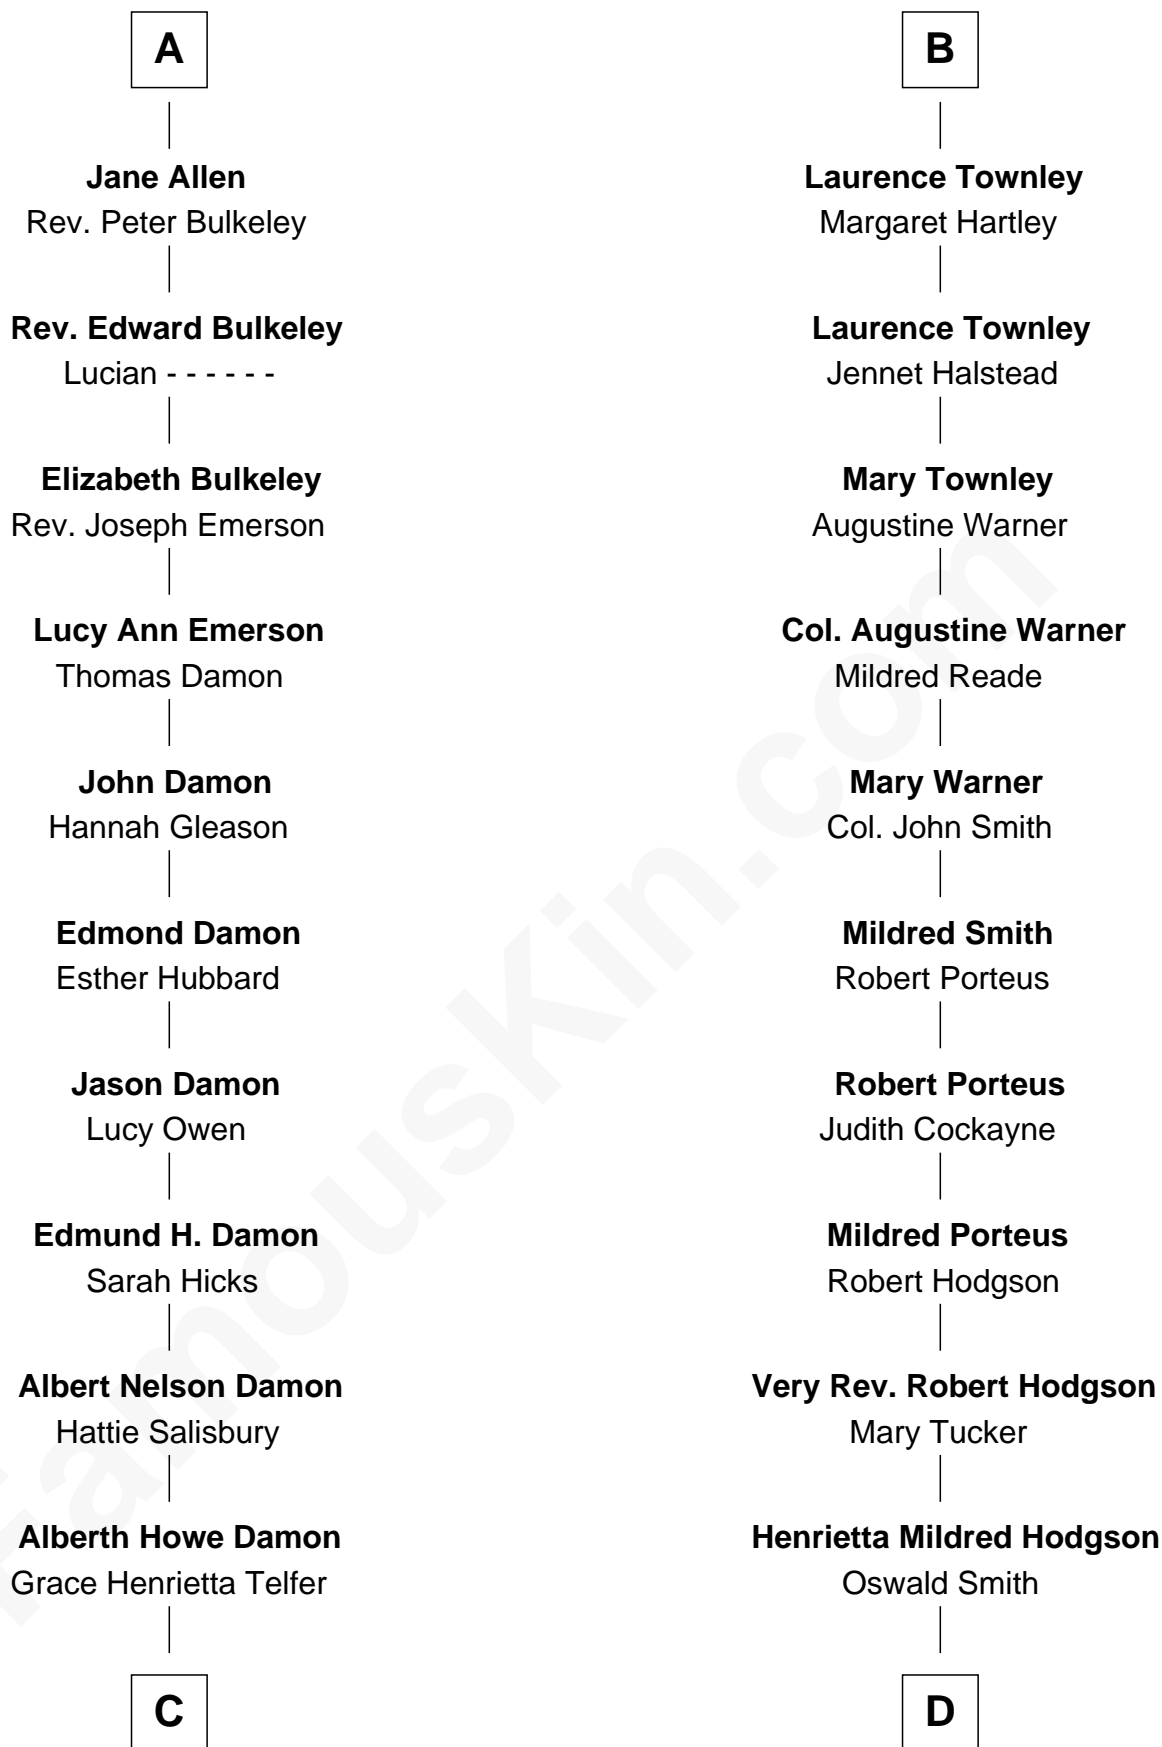 A
Jane Allen
Rev. Peter Bulkeley
Rev. Edward Bulkeley
Lucian - - - - - -
Elizabeth Bulkeley
Rev. Joseph Emerson
Lucy Ann Emerson
Thomas Damon
John Damon
Hannah Gleason
Edmond Damon
Esther Hubbard
Jason Damon
Lucy Owen
Edmund H. Damon
Sarah Hicks
Albert Nelson Damon
Hattie Salisbury
Alberth Howe Damon
Grace Henrietta Telfer
C
B
Laurence Townley
Margaret Hartley
Laurence Townley
Jennet Halstead
Mary Townley
Augustine Warner
Col. Augustine Warner
Mildred Reade
Mary Warner
Col. John Smith
Mildred Smith
Robert Porteus
Robert Porteus
Judith Cockayne
Mildred Porteus
Robert Hodgson
Very Rev. Robert Hodgson
Mary Tucker
Henrietta Mildred Hodgson
Oswald Smith
D
FamousKin.com